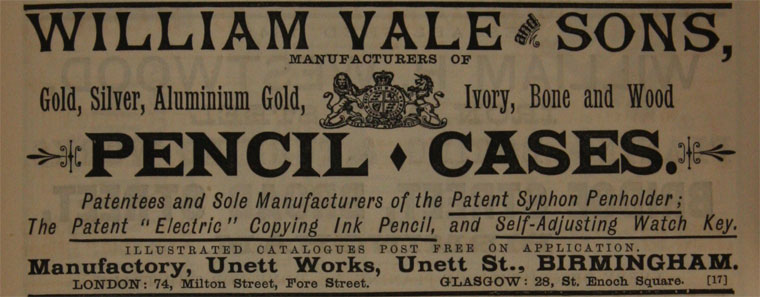 WILLIAM VALE and SONS,
MANUFACTURERS OF
Gold, Silver, Aluminium Gold, Ivory, Bone and Wood
PENCIL ♦ CASES.
Patentees and Sole Manufacturers of the Patent Syphon Penholder;
The Patent "Electric" Copying Ink Pencil, and Self-Adjusting Watch Key.
ILLUSTRATED CATALOGUES POST FREE ON APPLICATION.
Manufactory, Unett Works, Unett St., BIRMINGHAM.
LONDON: 74, Milton Street, Fore Street. GLASGOW: 28, St. Enoch Square. [17]